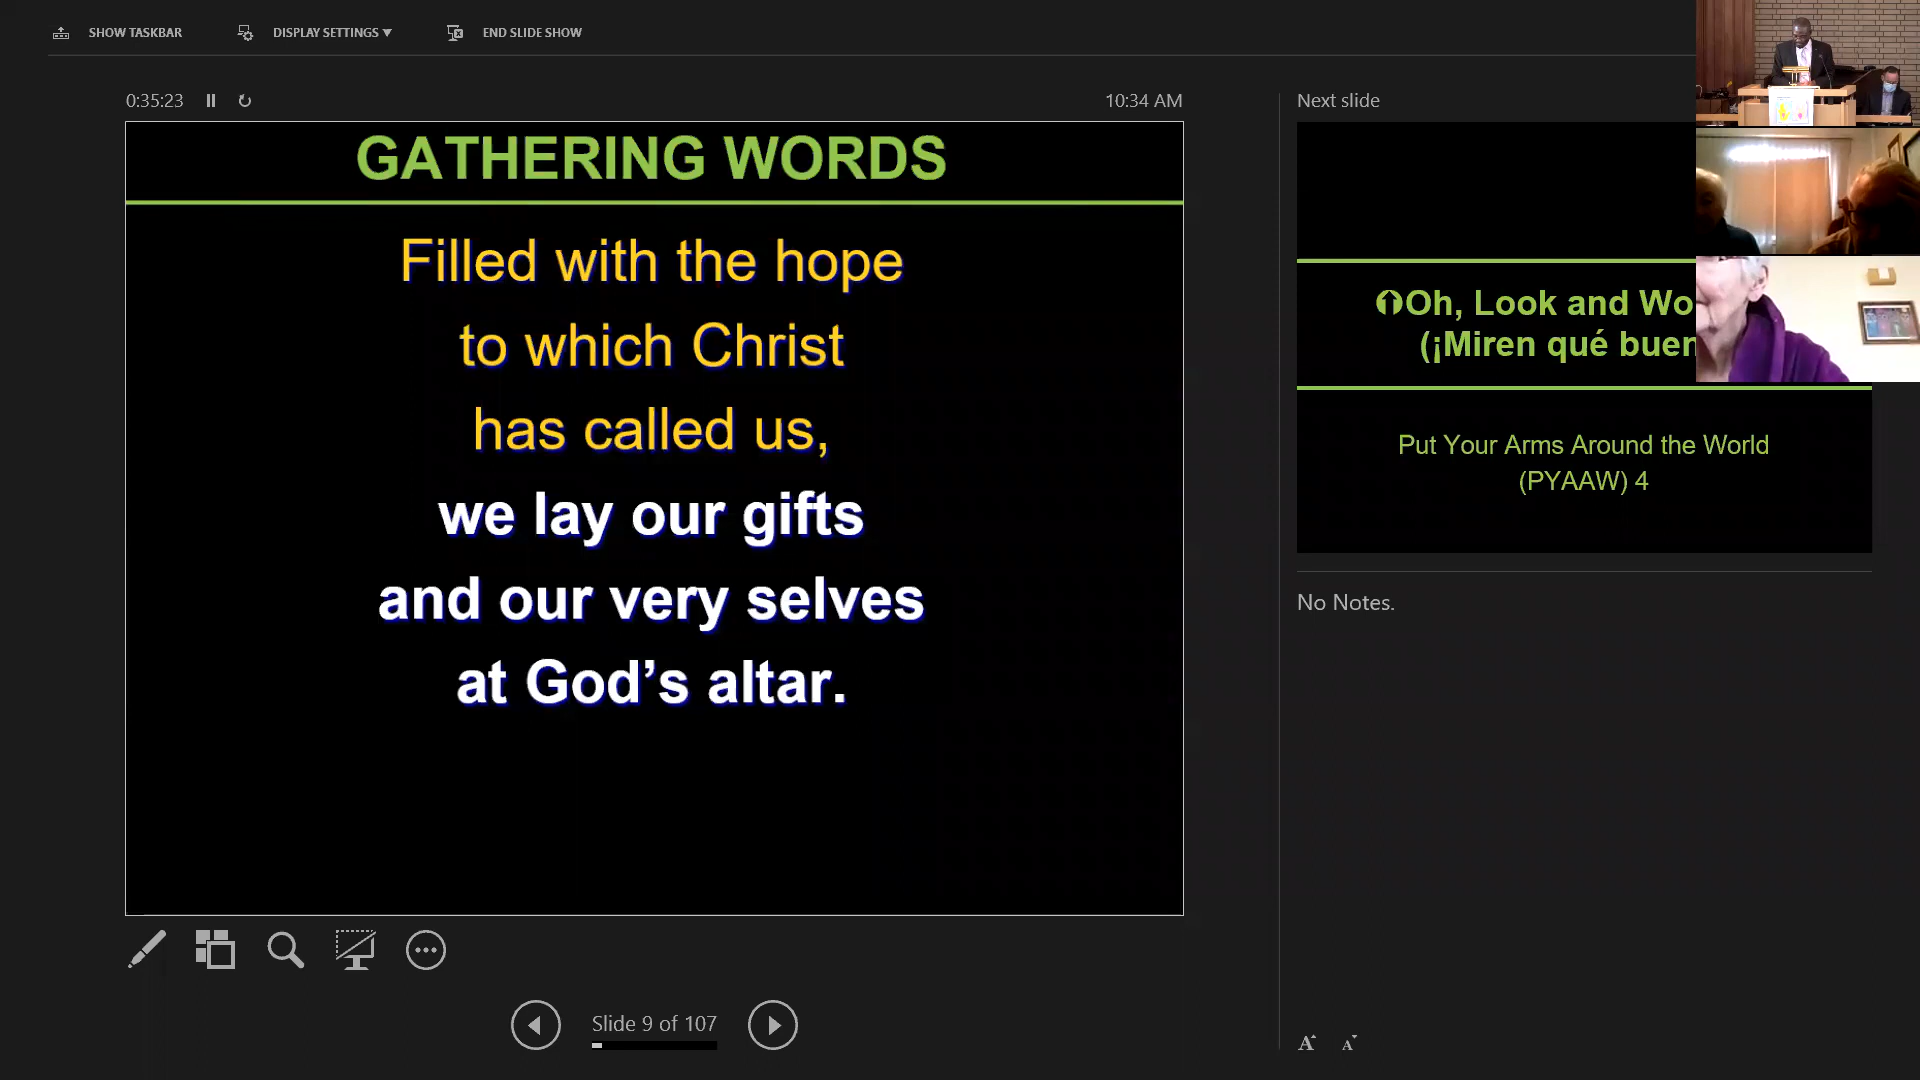 SHOW TASKBAR
DISPLAY SETTINGS ▼
END SLIDE SHOW
0:35:23
10:34 AM
GATHERING WORDS
Filled with the hope
to which Christ
has called us,
we lay our gifts
and our very selves
at God’s altar.
Slide 9 of 107
Next slide
Oh, Look and
(¡Miren qué
Put Your Arms Around the World
(PYAAW) 4
No Notes.
A A